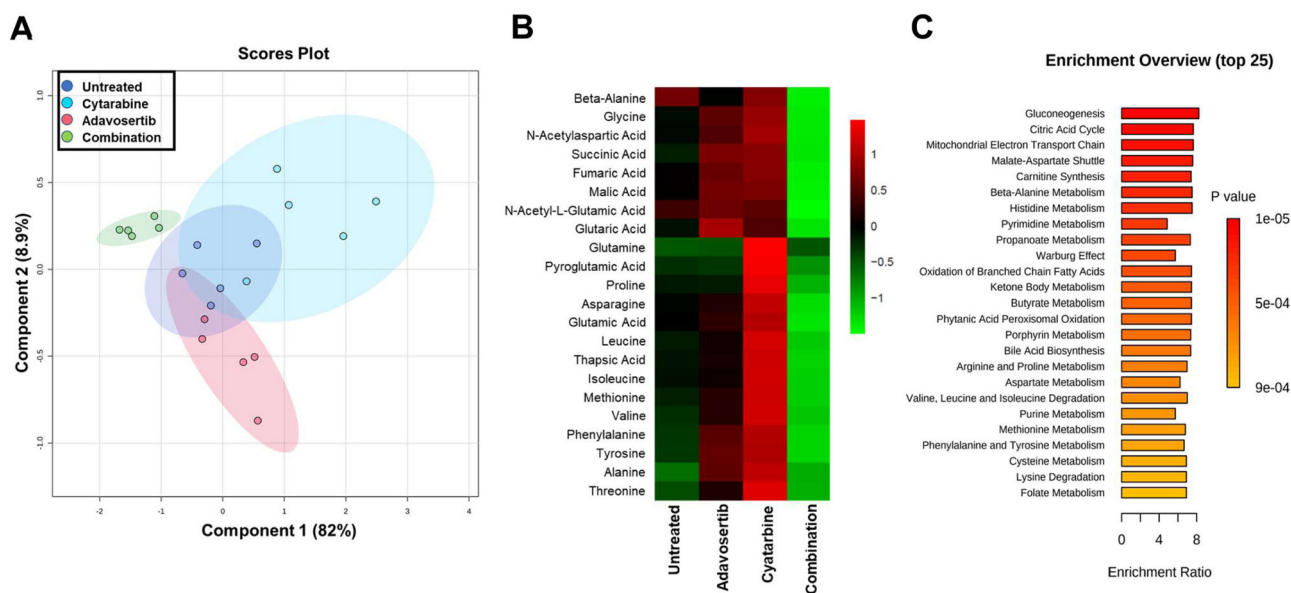 A
Scores Plot
Untreated
Cytarabine
Adavosertib
Combination
Component 2 (8.9%)
1.0
0.5
0.0
-0.5
-1.0
-2
-1
0
1
2
3
4
Component 1 (82%)
B
Beta-Alanine
Glycine
N-Acetylaspartic Acid
Succinic Acid
Fumaric Acid
Malic Acid
N-Acetyl-L-Glutamic Acid
Glutaric Acid
Glutamine
Pyroglutamic Acid
Proline
Asparagine
Glutamic Acid
Leucine
Thapsic Acid
Isoleucine
Methionine
Valine
Phenylalanine
Tyrosine
Alanine
Threonine
Untreated
Adavosertib
Cyatarbine
Combination
1
0.5
0
-0.5
-1
C
Enrichment Overview (top 25)
Gluconeogenesis
Citric Acid Cycle
Mitochondrial Electron Transport Chain
Malate-Aspartate Shuttle
Carnitine Synthesis
Beta-Alanine Metabolism
Histidine Metabolism
Pyrimidine Metabolism
Propanoate Metabolism
Warburg Effect
Oxidation of Branched Chain Fatty Acids
Ketone Body Metabolism
Butyrate Metabolism
Phytanic Acid Peroxisomal Oxidation
Porphyrin Metabolism
Bile Acid Biosynthesis
Arginine and Proline Metabolism
Aspartate Metabolism
Valine, Leucine and Isoleucine Degradation
Purine Metabolism
Methionine Metabolism
Phenylalanine and Tyrosine Metabolism
Cysteine Metabolism
Lysine Degradation
Folate Metabolism
0 4 8
Enrichment Ratio
P value
1e-05
5e-04
9e-04